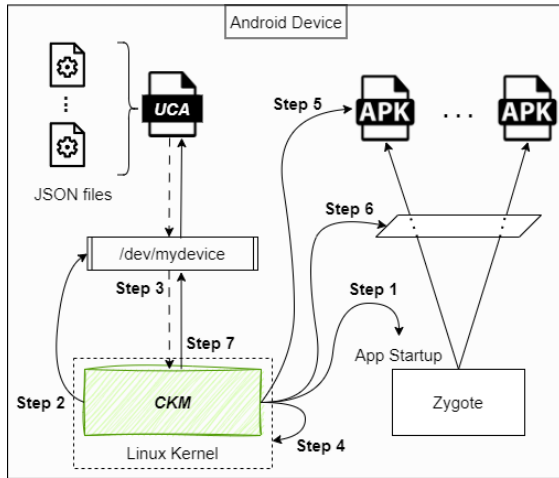 Android Device
UCA
JSON files
Step 5
APK
...
APK
Step 6
/dev/mydevice
Step 3
Step 1
Step 7
App Startup
Step 2
CKM
Zygote
Step 4
Linux Kernel